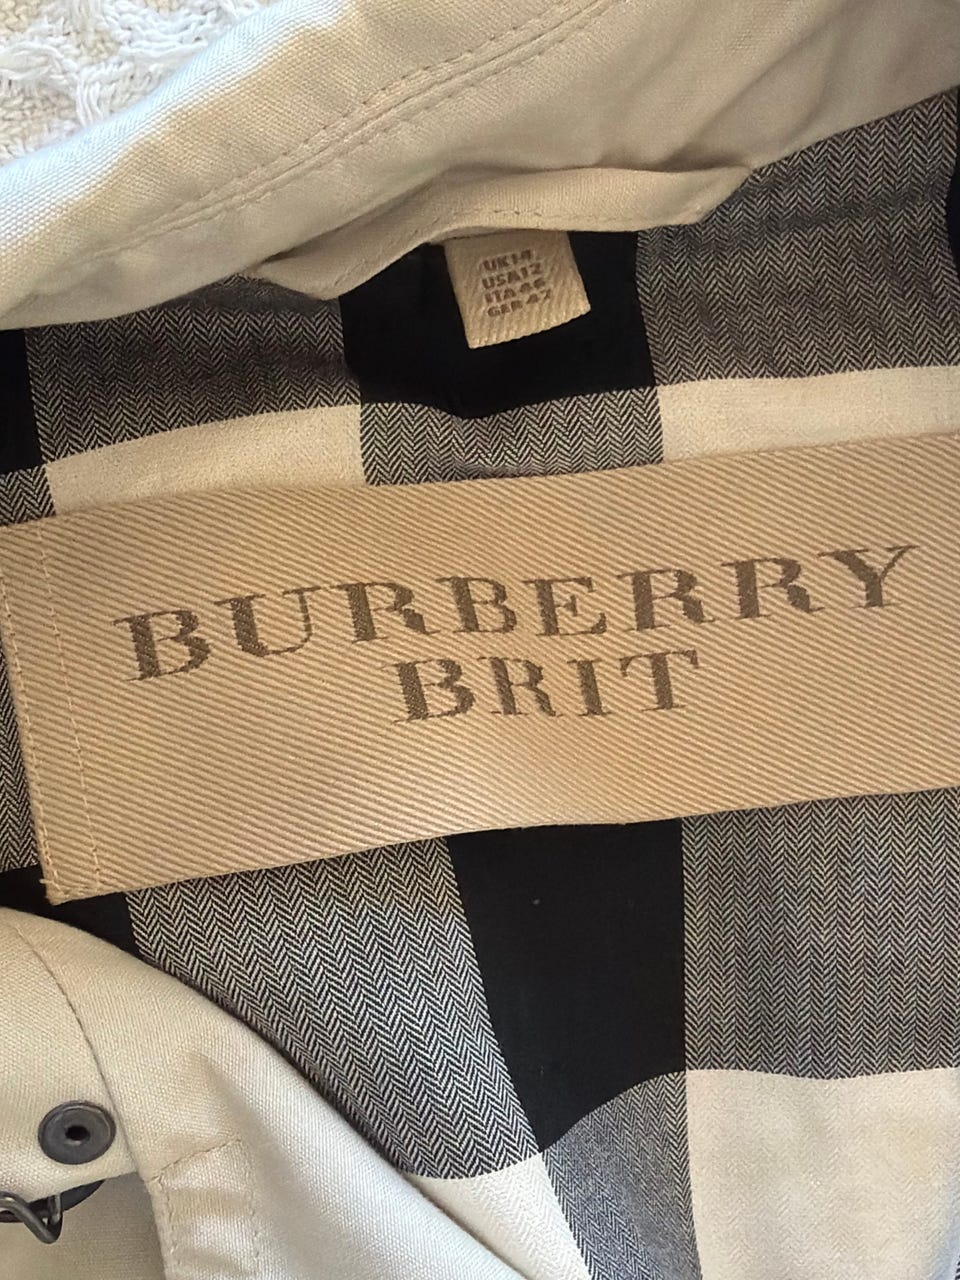 UK14
USA12
ITA46
GER42
BURBERRY
BRIT